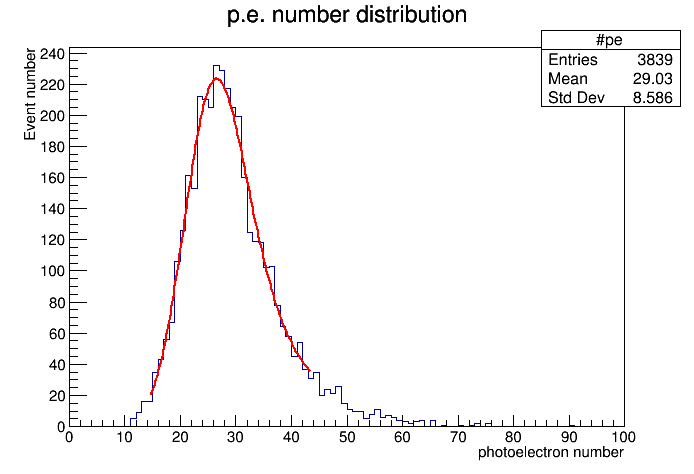 p.e. number distribution
#pe
Entries 3839
Mean 29.03
Std Dev 8.586
Event number
240
220
200
180
160
140
120
100
80
60
40
20
0
0 10 20 30 40 50 60 70 80 90 100
photoelectron number